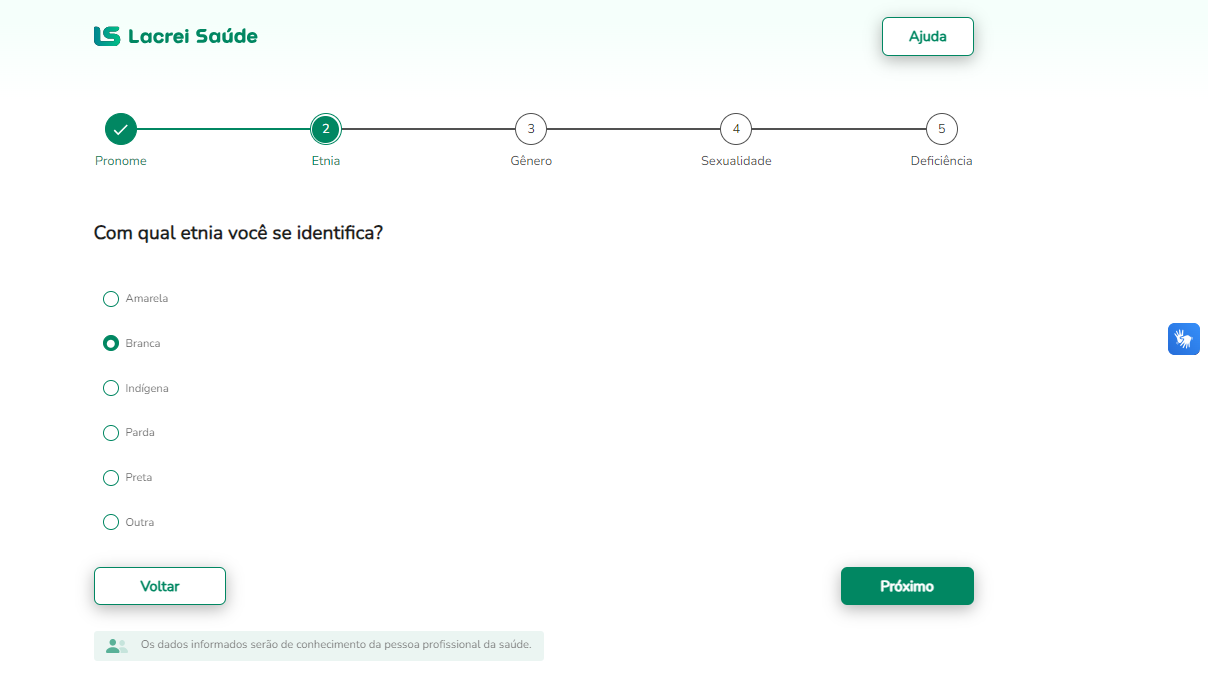 LS Lacrei Saúde
Ajuda
2 3 4 5
Pronome Etnia Gênero Sexualidade Deficiência
Com qual etnia você se identifica?
Amarela
Branca
Indígena
Parda
Preta
Outra
Voltar Próximo
Os dados informados serão de conhecimento da pessoa profissional da saúde.